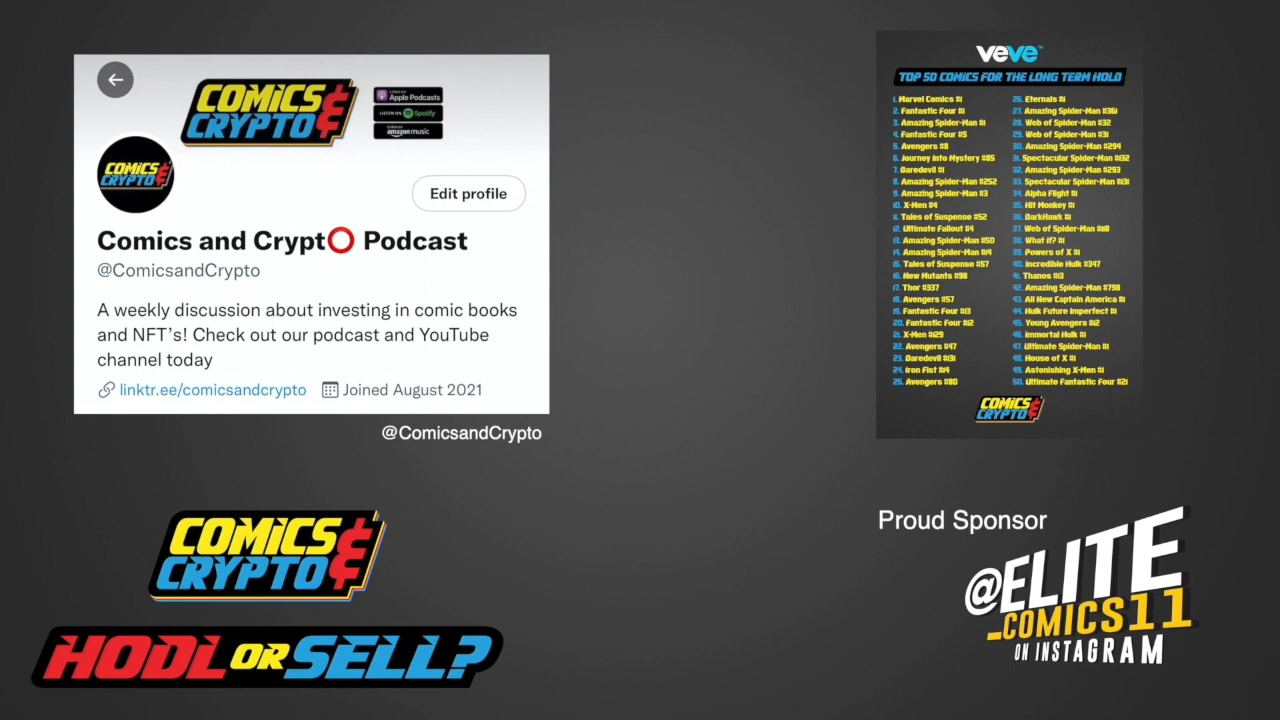 COMICS &
CRYPTO
Listen on
Apple Podcasts
LISTEN ON Spotify
amazon music
COMICS &
CRYPTO
Edit profile
Comics and Crypt⭕ Podcast
@ComicsandCrypto
A weekly discussion about investing in comic books
and NFT's! Check out our podcast and YouTube
channel today
linktr.ee/comicsandcrypto Joined August 2021
@ComicsandCrypto
COMICS &
CRYPTO
HODL OR SELL?
veve™
TOP 50 COMICS FOR THE LONG TERM HOLD
1. Marvel Comics #1
2. Fantastic Four #1
3. Amazing Spider-Man #1
4. Fantastic Four #5
5. Avengers #8
6. Journey Into Mystery #85
7. Daredevil #1
8. Amazing Spider-Man #252
9. Amazing Spider-Man #3
10. X-Men #4
11. Tales of Suspense #52
12. Ultimate Fallout #4
13. Amazing Spider-Man #50
14. Amazing Spider-Man #14
15. Tales of Suspense #57
16. New Mutants #98
17. Thor #337
18. Avengers #57
19. Fantastic Four #13
20. Fantastic Four #12
21. X-Men #129
22. Avengers #47
23. Daredevil #131
24. Iron Fist #14
25. Avengers #80
26. Eternals #1
27. Amazing Spider-Man #361
28. Web of Spider-Man #32
29. Web of Spider-Man #31
30. Amazing Spider-Man #294
31. Spectacular Spider-Man #132
32. Amazing Spider-Man #293
33. Spectacular Spider-Man #131
34. Alpha Flight #1
35. Hit Monkey #1
36. DarkHawk #1
37. Web of Spider-Man #118
38. What if? #1
39. Powers of X #1
40. Incredible Hulk #347
41. Thanos #13
42. Amazing Spider-Man #798
43. All New Captain America #1
44. Hulk Future Imperfect #1
45. Young Avengers #12
46. Immortal Hulk #1
47. Ultimate Spider-Man #1
48. House of X #1
49. Astonishing X-Men #1
50. Ultimate Fantastic Four #21
COMICS &
CRYPTO
Proud Sponsor
@ELITE
_COMICS11
ON INSTAGRAM